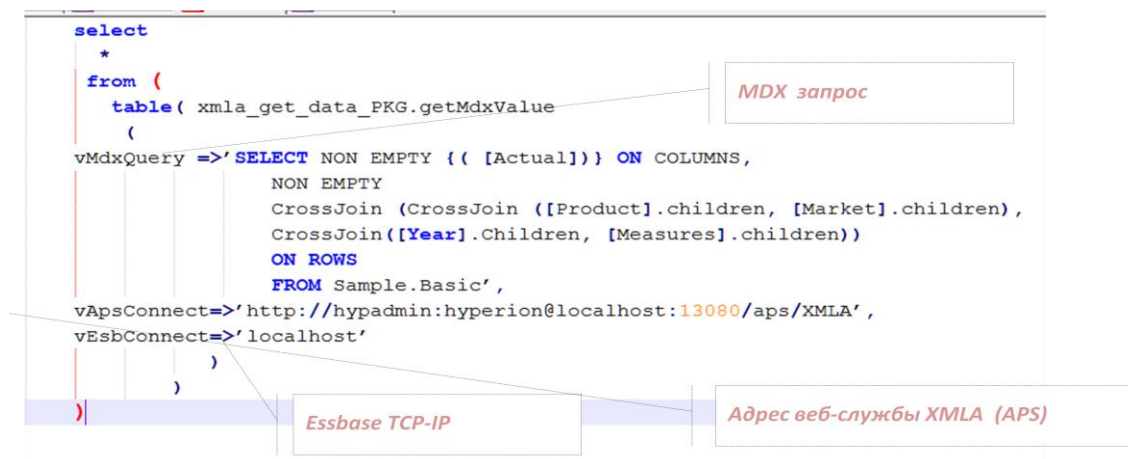 select
*
from (
table( xmla_get_data_PKG.getMdxValue
(
vMdxQuery =>'SELECT NON EMPTY {( [Actual])} ON COLUMNS,
NON EMPTY
CrossJoin (CrossJoin ([Product].children, [Market].children),
CrossJoin([Year].Children, [Measures].children))
ON ROWS
FROM Sample.Basic',
vApsConnect=>'http://hypadmin:hyperion@localhost:13080/aps/XMLA',
vEsbConnect=>'localhost'
)
)
)
MDX запрос
Essbase TCP-IP
Адрес веб-службы XMLA (APS)